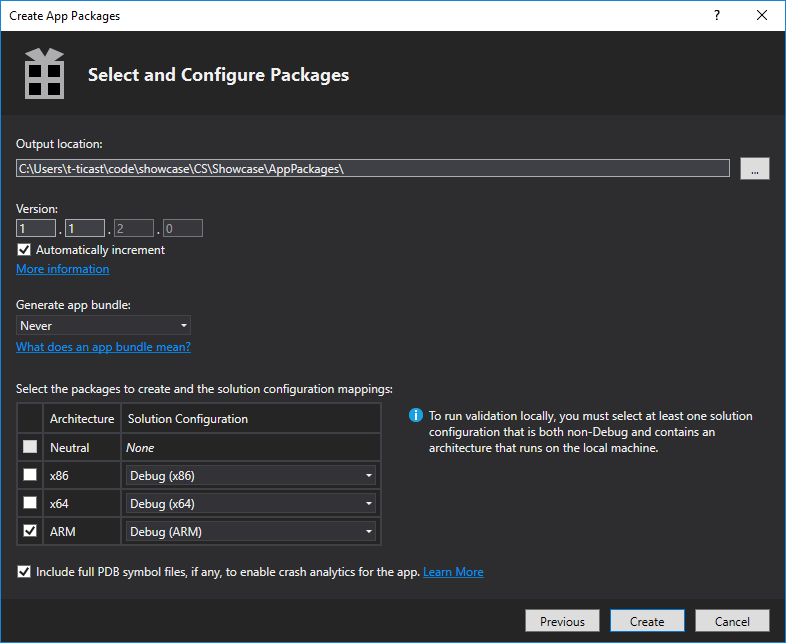 Create App Packages
?
Select and Configure Packages
Output location:
C:\Users\t-ticast\code\showcase\CS\Showcase\AppPackages\
...
Version:
1 . 1 . 2 . 0
Automatically increment
More information
Generate app bundle:
Never
What does an app bundle mean?
Select the packages to create and the solution configuration mappings:
Architecture Solution Configuration
Neutral None
x86 Debug (x86)
x64 Debug (x64)
ARM Debug (ARM)
i To run validation locally, you must select at least one solution
configuration that is both non-Debug and contains an
architecture that runs on the local machine.
Include full PDB symbol files, if any, to enable crash analytics for the app. Learn More
Previous Create Cancel